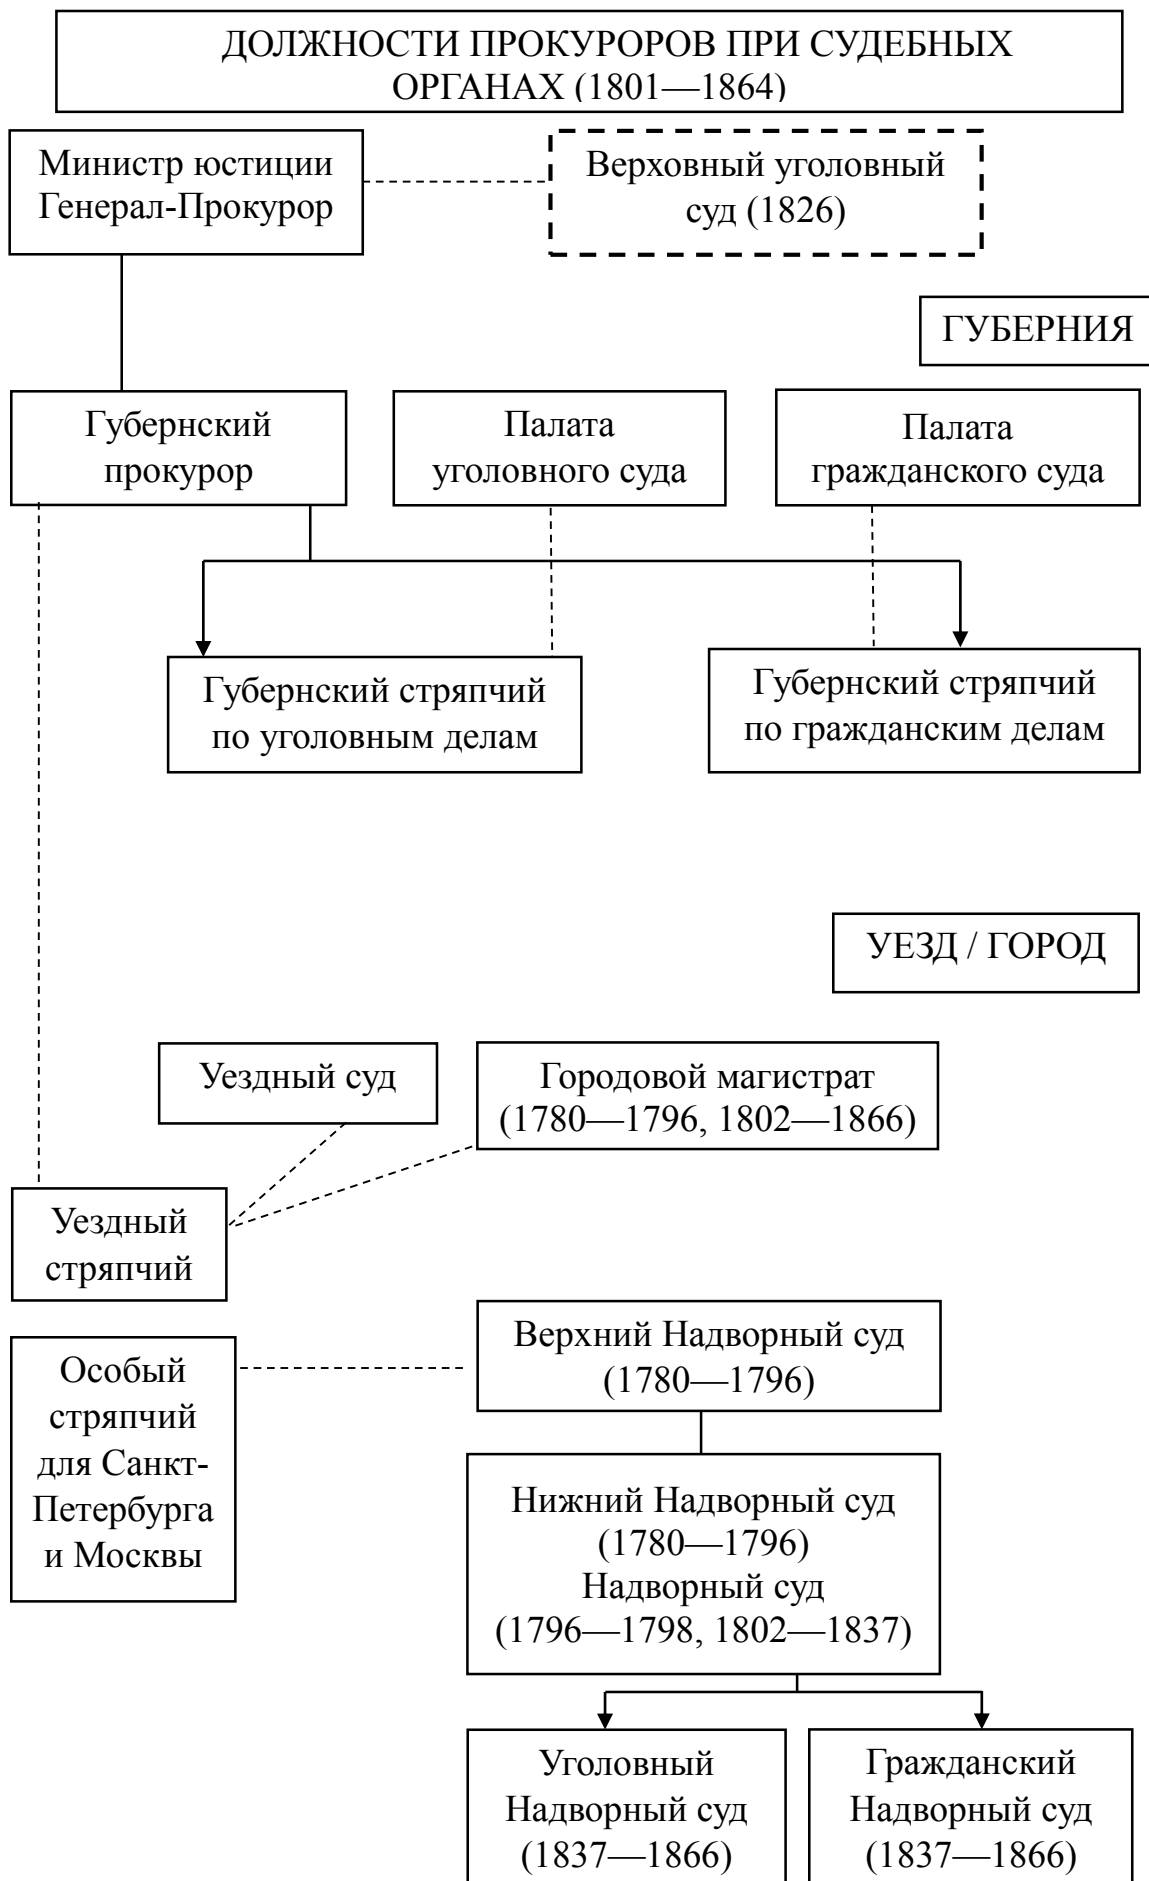 ДОЛЖНОСТИ ПРОКУРОРОВ ПРИ СУДЕБНЫХ
ОРГАНАХ (1801—1864)
Министр юстиции
Генерал-Прокурор
Верховный уголовный
суд (1826)
ГУБЕРНИЯ
Губернский
прокурор
Палата
уголовного суда
Палата
гражданского суда
Губернский стряпчий
по уголовным делам
Губернский стряпчий
по гражданским делам
УЕЗД / ГОРОД
Уездный суд
Городовой магистрат
(1780—1796, 1802—1866)
Уездный
стряпчий
Особый
стряпчий
для Санкт-
Петербурга
и Москвы
Верхний Надворный суд
(1780—1796)
Нижний Надворный суд
(1780—1796)
Надворный суд
(1796—1798, 1802—1837)
Уголовный
Надворный суд
(1837—1866)
Гражданский
Надворный суд
(1837—1866)